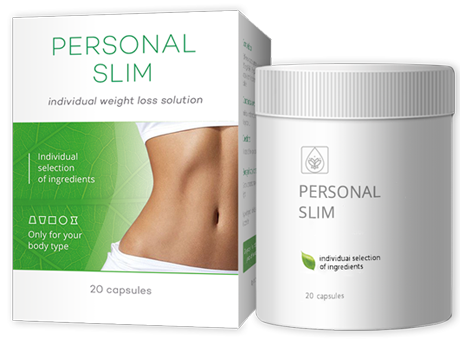 PERSONAL
SLIM
individual weight loss solution
Individual
selection
of ingredients
Only for your
body type
20 capsules
PERSONAL
SLIM
individual selection
of ingredients
20 capsules